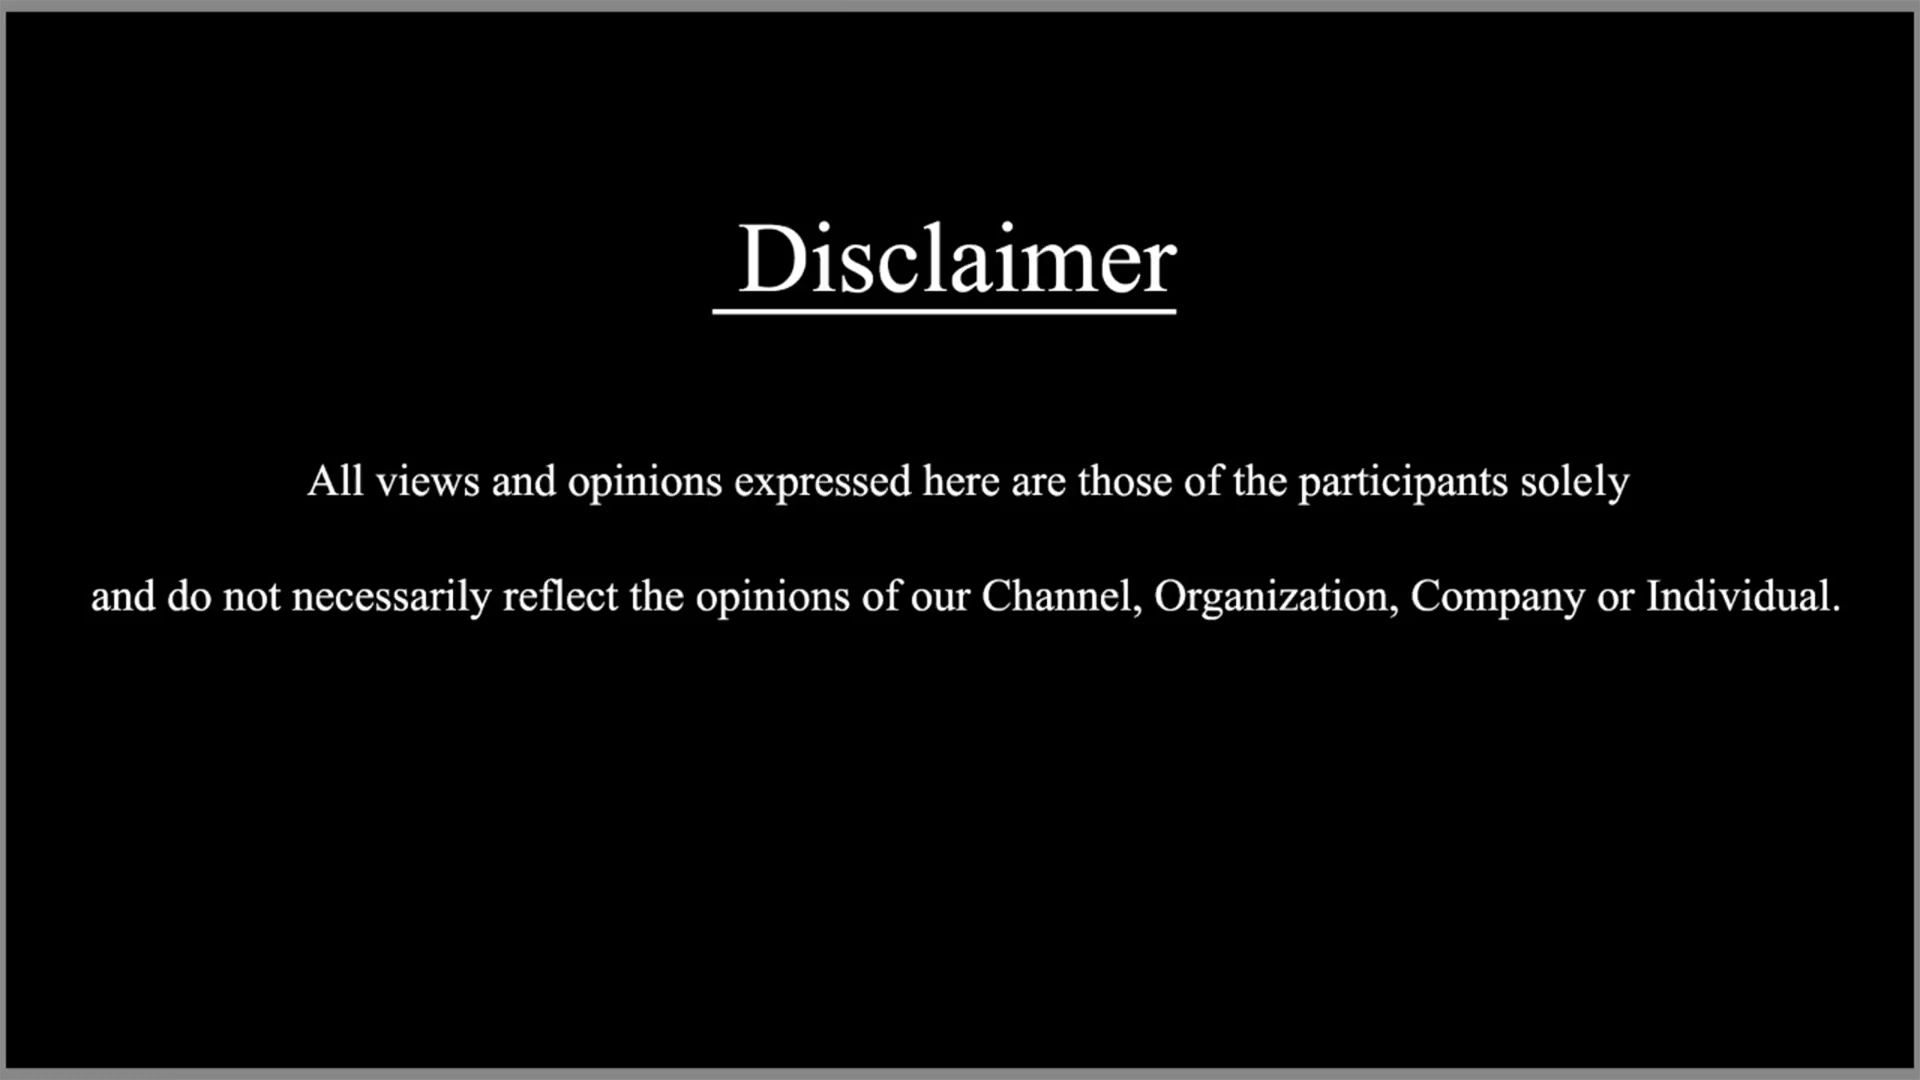 Disclaimer
All views and opinions expressed here are those of the participants solely
and do not necessarily reflect the opinions of our Channel, Organization, Company or Individual.